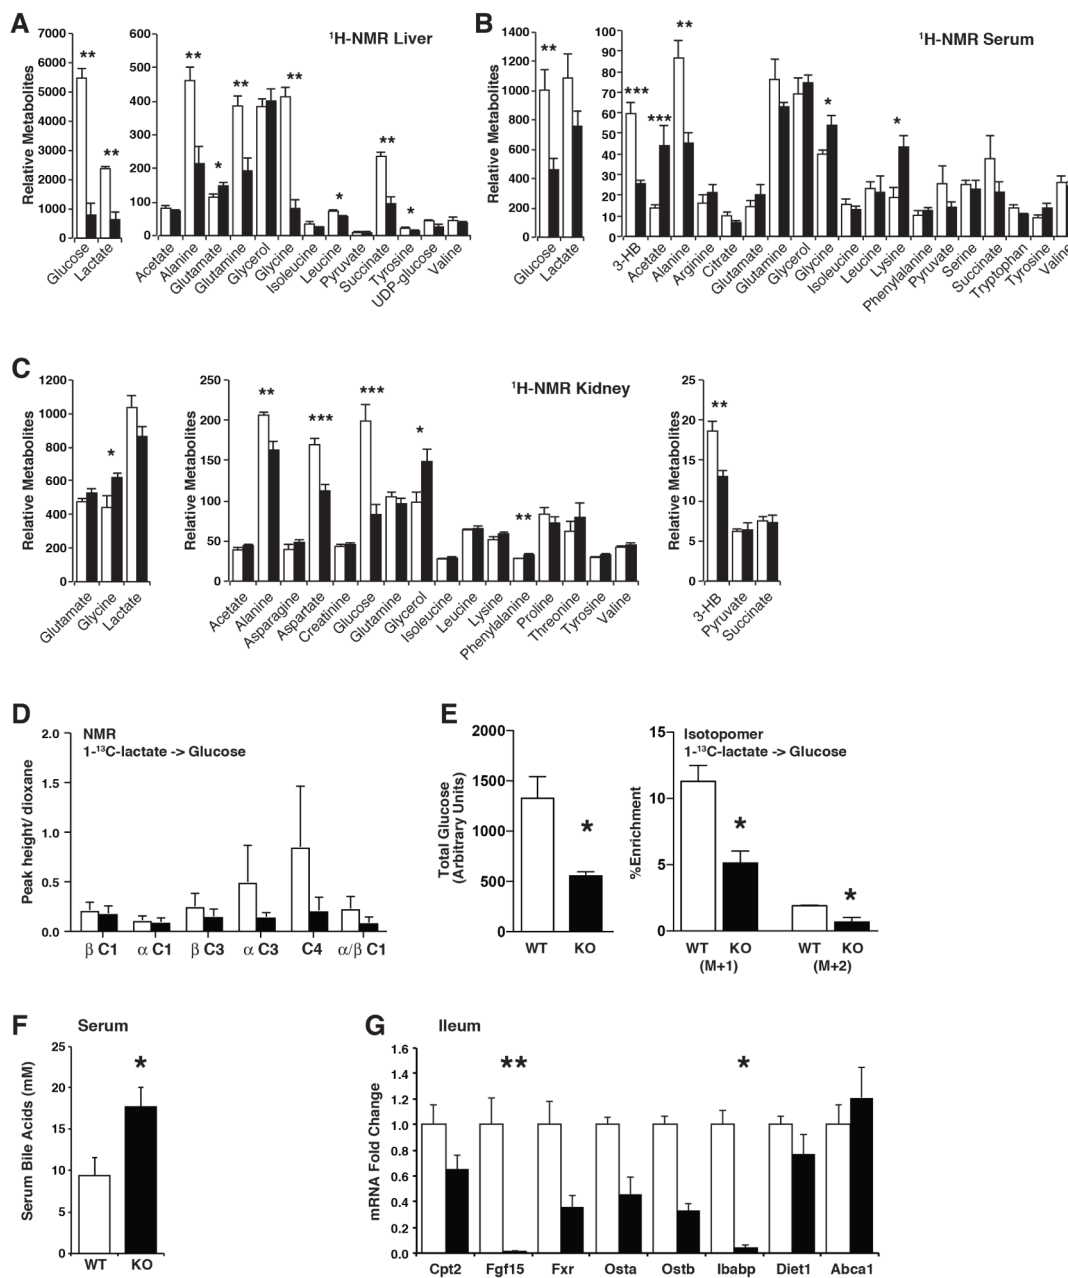 A
¹H-NMR Liver
Relative Metabolites
7000
6000
5000
4000
3000
2000
1000
0
**
**
Glucose
Lactate
600
500
400
300
200
100
0
**
*
**
**
*
**
*
Acetate
Alanine
Glutamate
Glutamine
Glycerol
Glycine
Isoleucine
Leucine
Pyruvate
Succinate
Tyrosine
UDP-glucose
Valine
B
¹H-NMR Serum
Relative Metabolites
1400
1200
1000
800
600
400
200
0
**
Glucose
Lactate
100
90
80
70
60
50
40
30
20
10
0
***
***
**
*
*
3-HB
Acetate
Alanine
Arginine
Citrate
Glutamate
Glutamine
Glycerol
Glycine
Isoleucine
Leucine
Lysine
Phenylalanine
Pyruvate
Serine
Succinate
Tryptophan
Tyrosine
Valine
C
¹H-NMR Kidney
Relative Metabolites
1200
1000
800
600
400
200
0
*
Glutamate
Glycine
Lactate
Relative Metabolites
250
200
150
100
50
0
**
***
***
*
**
Acetate
Alanine
Asparagine
Aspartate
Creatinine
Glucose
Glutamine
Glycerol
Isoleucine
Leucine
Lysine
Phenylalanine
Proline
Threonine
Tyrosine
Valine
Relative Metabolites
25
20
15
10
5
0
**
3-HB
Pyruvate
Succinate
D
NMR
1-¹³C-lactate -> Glucose
Peak height/ dioxane
2.0
1.5
1.0
0.5
0.0
β C1
α C1
β C3
α C3
C4
α/β C1
E
Total Glucose
(Arbitrary Units)
2000
1500
1000
500
0
*
WT
KO
Isotopomer
1-¹³C-lactate -> Glucose
%Enrichment
15
10
5
0
*
*
WT KO WT KO
(M+1) (M+2)
F
Serum
Serum Bile Acids (mM)
25
20
15
10
5
0
*
WT
KO
G
Ileum
mRNA Fold Change
1.6
1.4
1.2
1.0
0.8
0.6
0.4
0.2
0.0
**
*
Cpt2
Fgf15
Fxr
Osta
Ostb
Ibabp
Diet1
Abca1